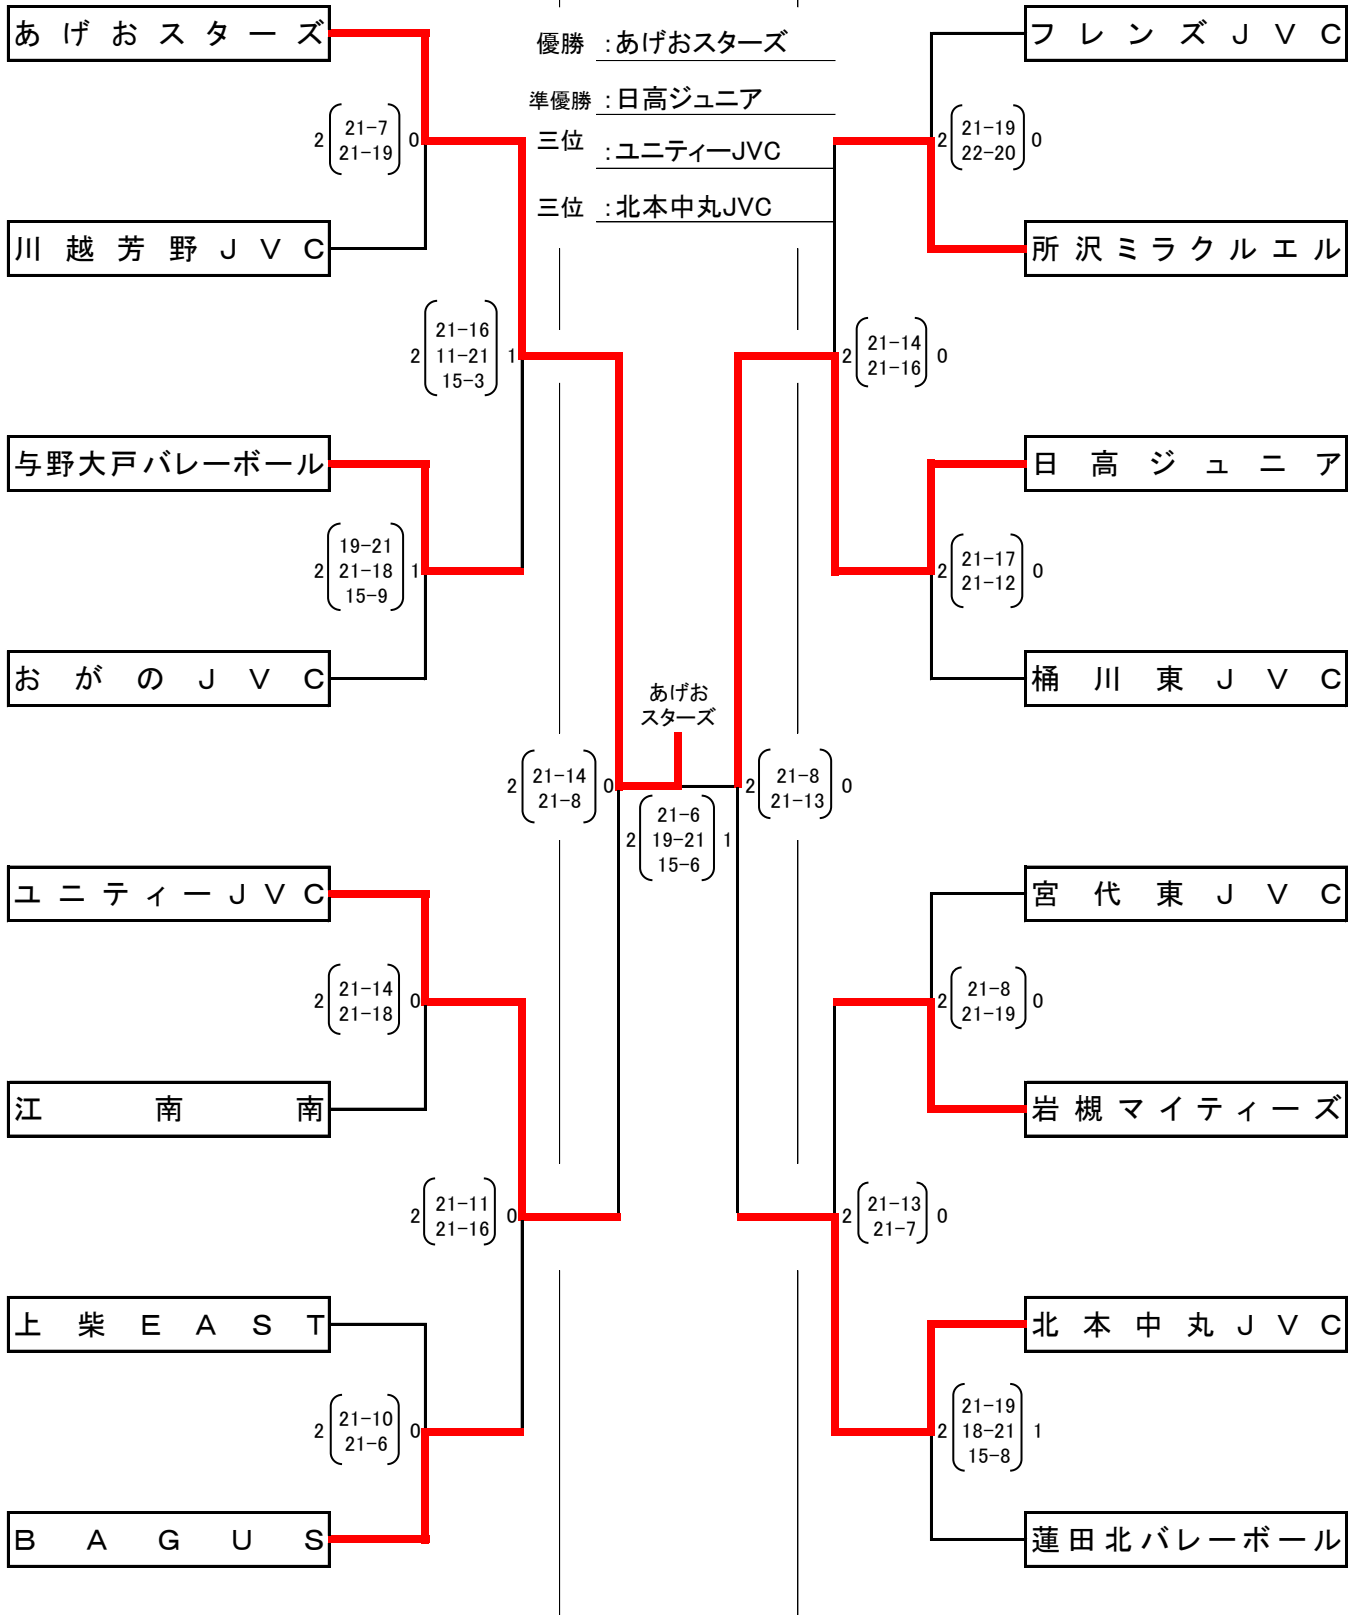 あげおスターズ
優勝 :あげおスターズ
フレンズJVC
準優勝 :日高ジュニア
2 21-7 0
21-19
三位 :ユニティーJVC
2 21-19 0
22-20
三位 :北本中丸JVC
川越芳野JVC
所沢ミラクルエル
21-16
2 11-21 1
15-3
2 21-14 0
21-16
与野大戸バレーボール
日高ジュニア
19-21
2 21-18 1
15-9
2 21-17 0
21-12
おがのJVC
桶川東JVC
あげお
スターズ
2 21-14 0
21-8
2 21-8 0
21-13
21-6
2 19-21 1
15-6
ユニティーJVC
宮代東JVC
2 21-14 0
21-18
2 21-8 0
21-19
江南南
岩槻マイティーズ
2 21-11 0
21-16
2 21-13 0
21-7
上柴EAST
北本中丸JVC
2 21-10 0
21-6
21-19
2 18-21 1
15-8
BAGUS
蓮田北バレーボール